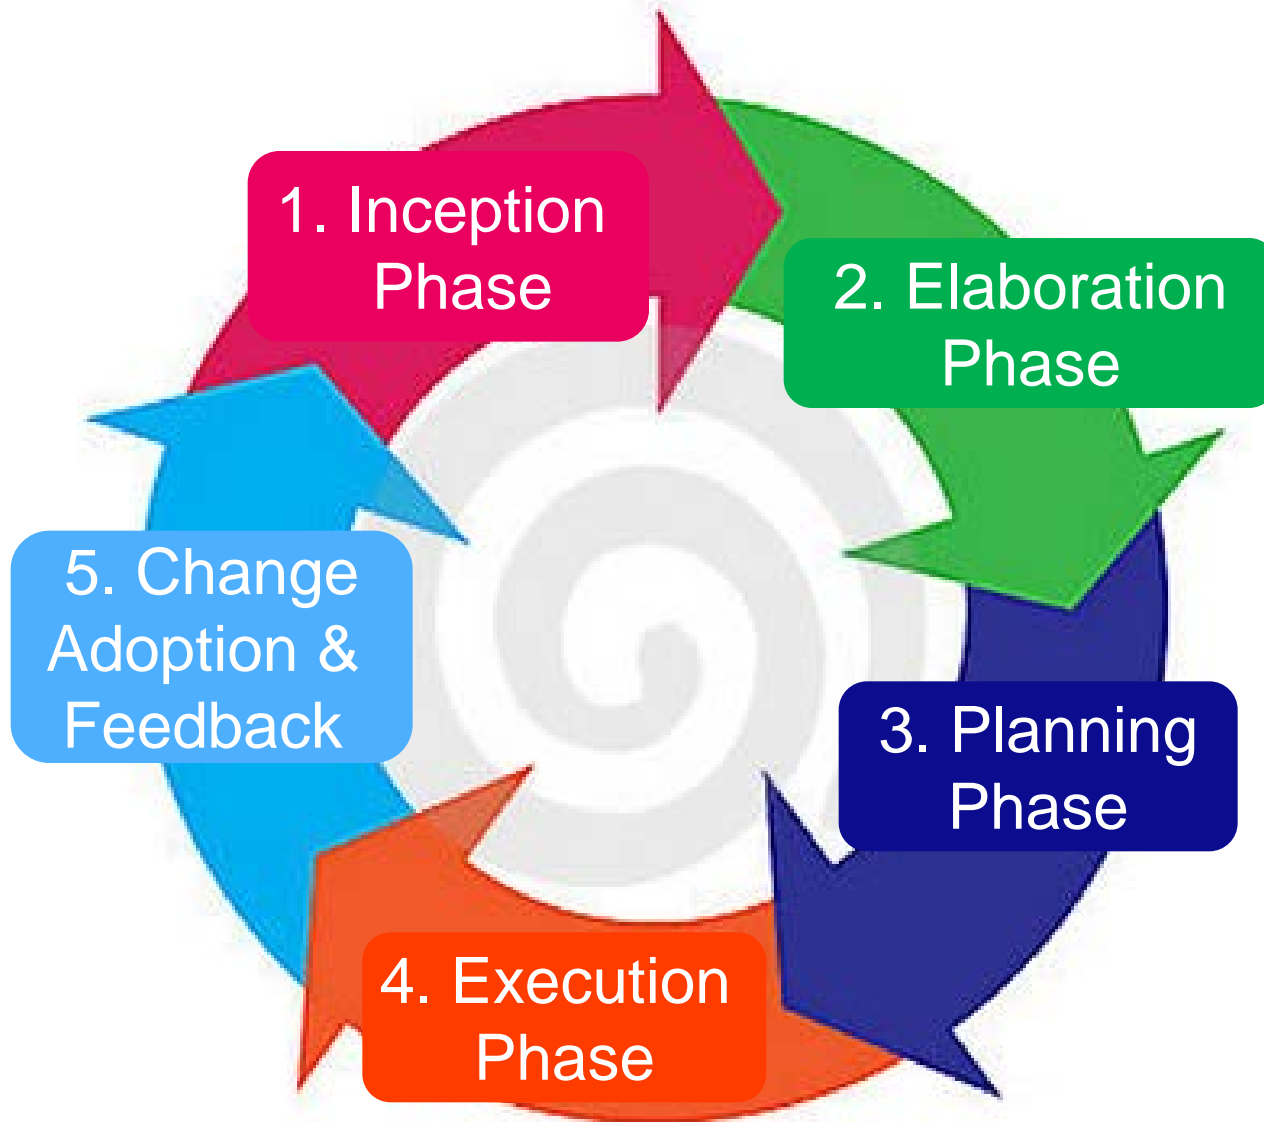 1. Inception
Phase
2. Elaboration
Phase
3. Planning
Phase
4. Execution
Phase
5. Change
Adoption &
Feedback